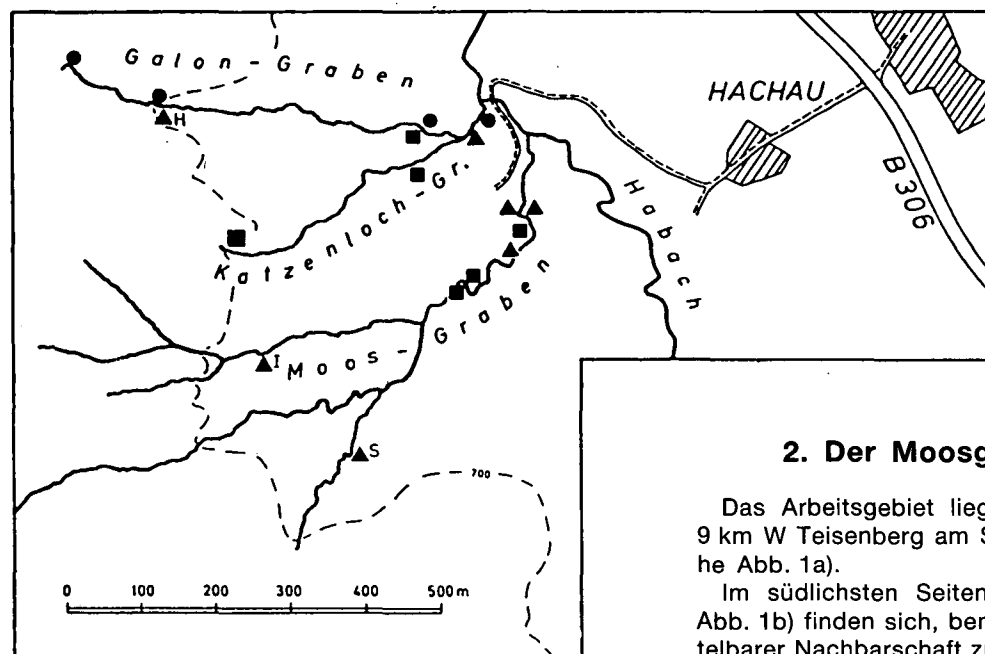 Galon-Graben
HACHAU
H
B 306
Katzenloch-Gr.
Habach
Moos-Graben
I
S
700
0 100 200 300 400 500 m
2. Der Moosg
Das Arbeitsgebiet lieg
9 km W Teisenberg am S
he Abb. 1a).
Im südlichsten Seiten
Abb. 1b) finden sich, ber
telbarer Nachbarschaft zu